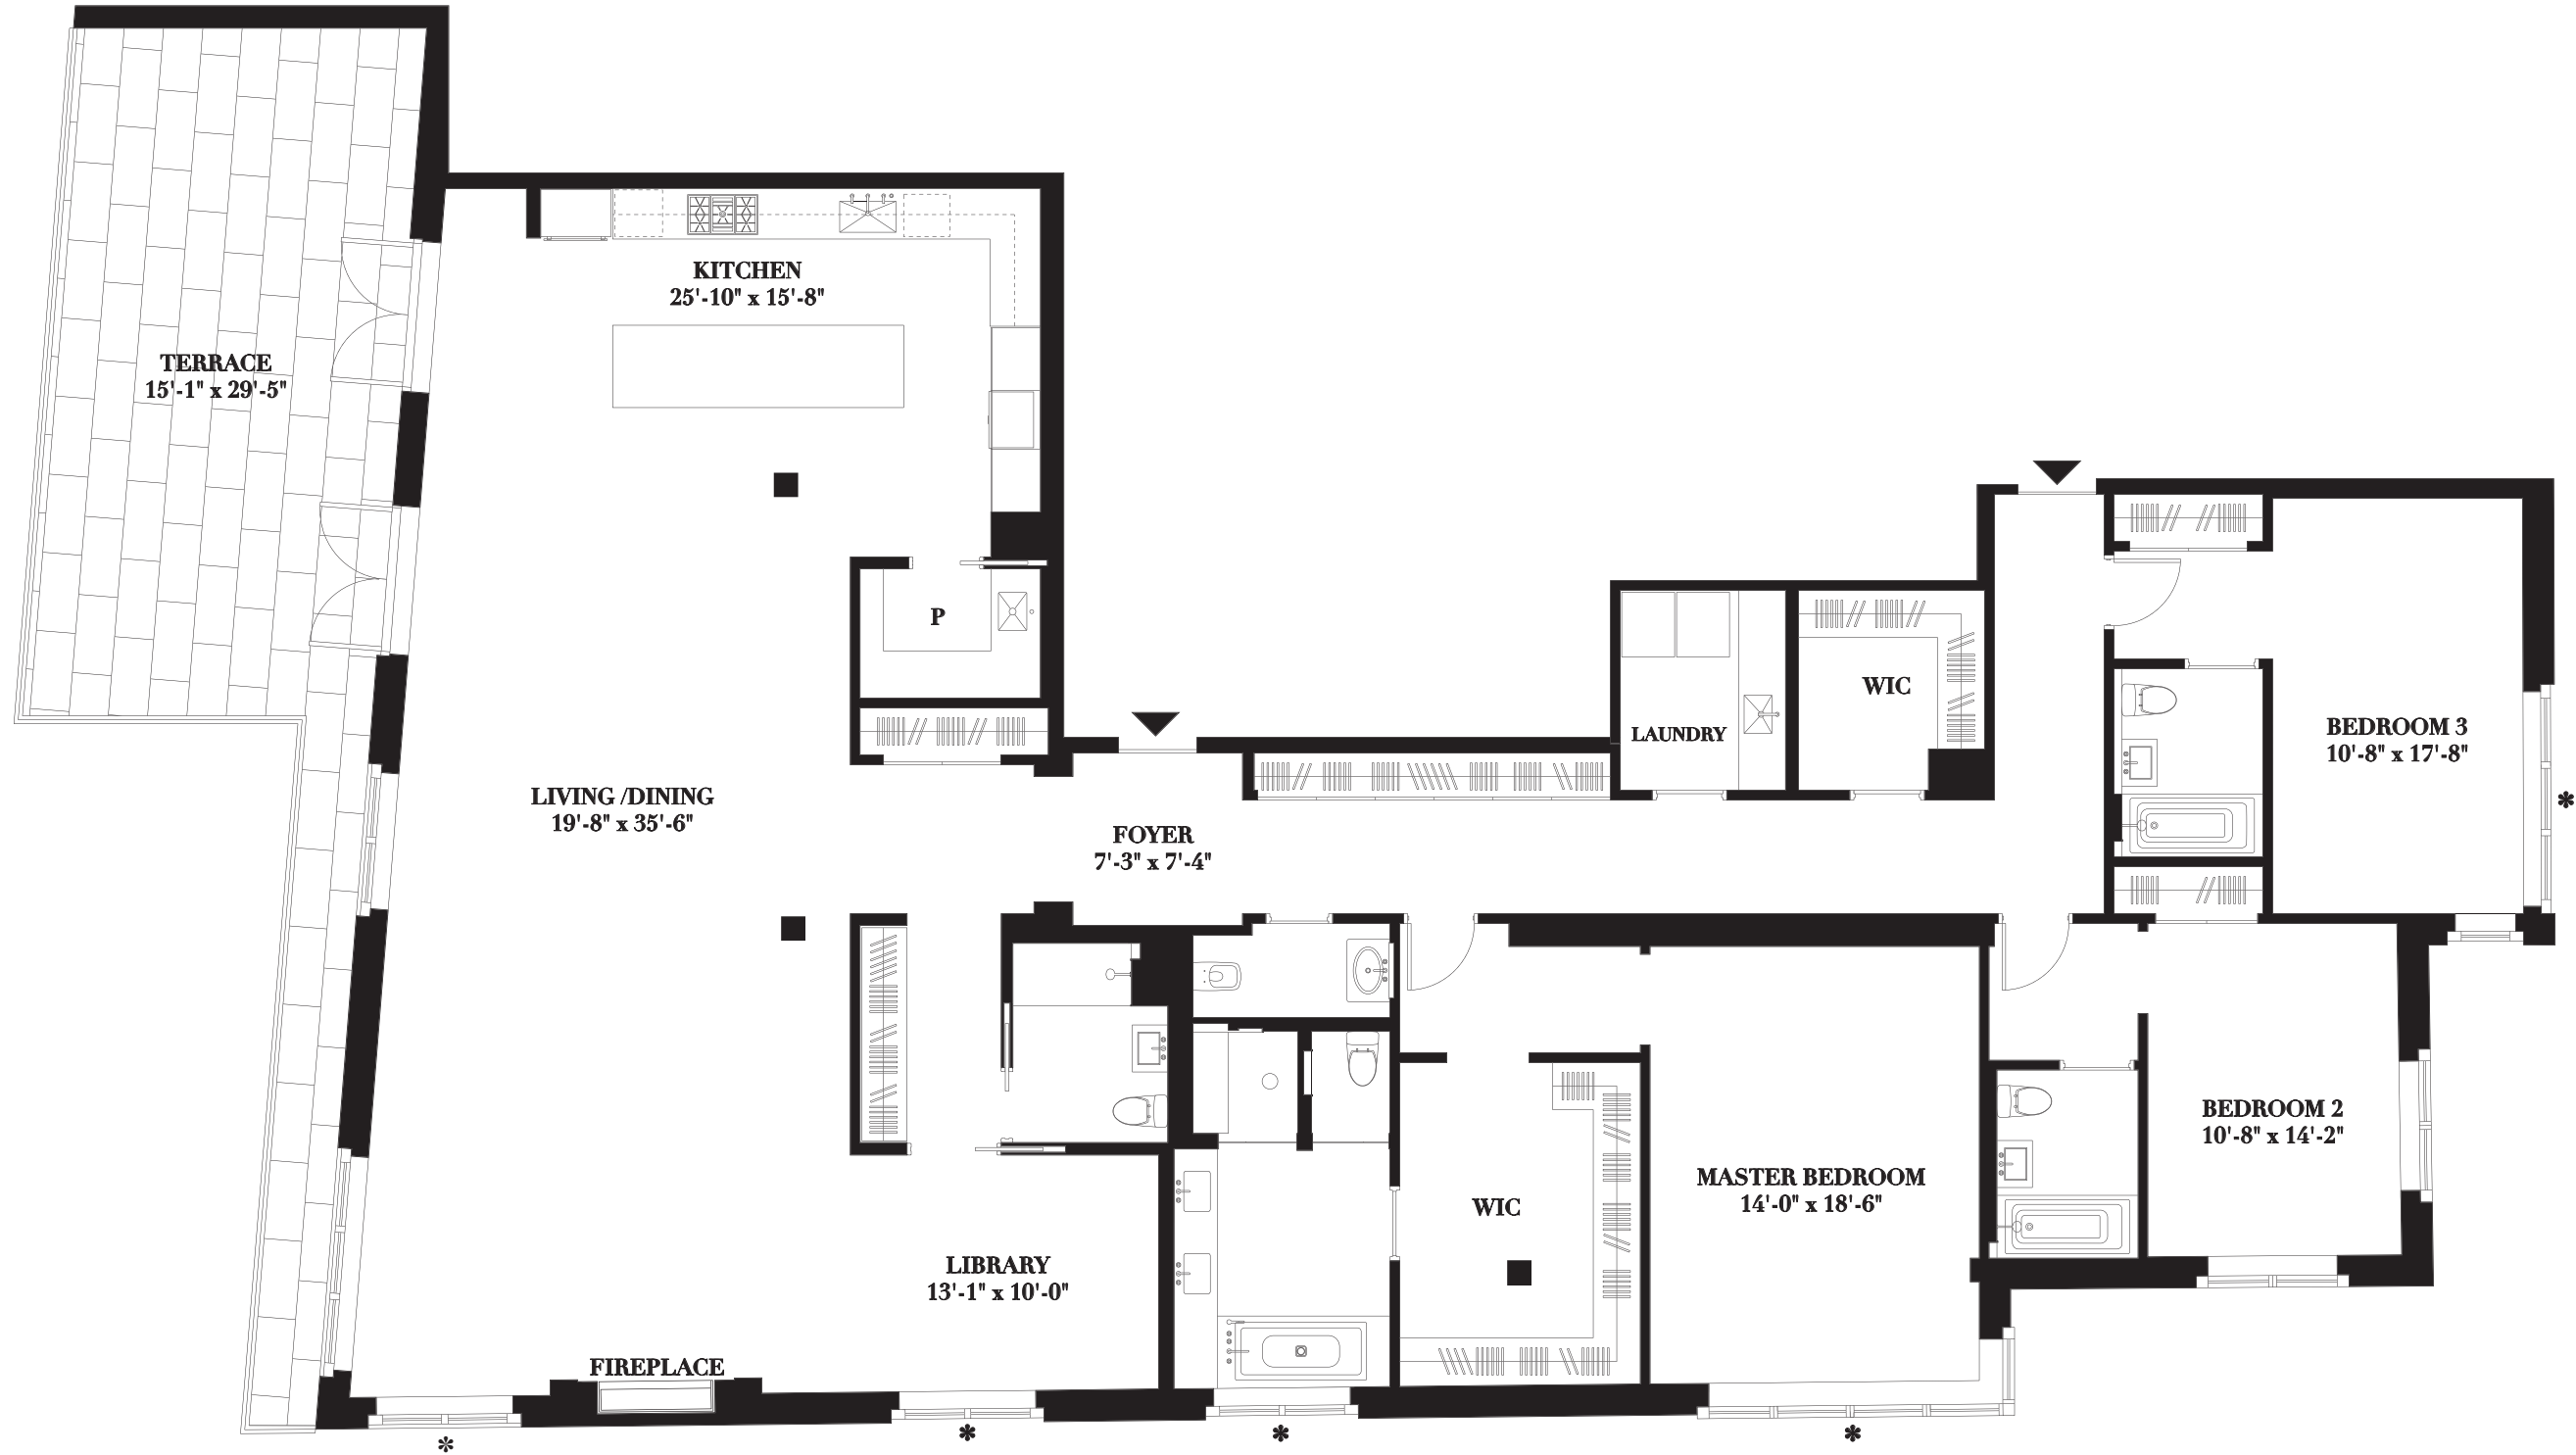 KITCHEN
25'-10" x 15'-8"
TERRACE
15'-1" x 29'-5"
P
WIC
LAUNDRY
BEDROOM 3
10'-8" x 17'-8"
*
LIVING /DINING
19'-8" x 35'-6"
FOYER
7'-3" x 7'-4"
BEDROOM 2
10'-8" x 14'-2"
MASTER BEDROOM
14'-0" x 18'-6"
WIC
LIBRARY
13'-1" x 10'-0"
FIREPLACE
* * * *